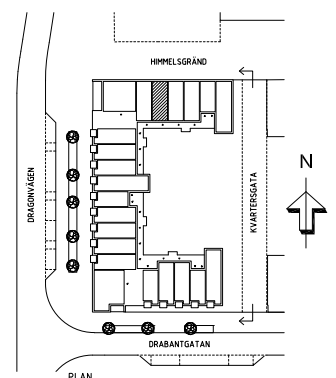 HIMMELSGRÄND
DRAGONVÄGEN
KVARTERSGATA
N
DRABANTGATAN
PLAN